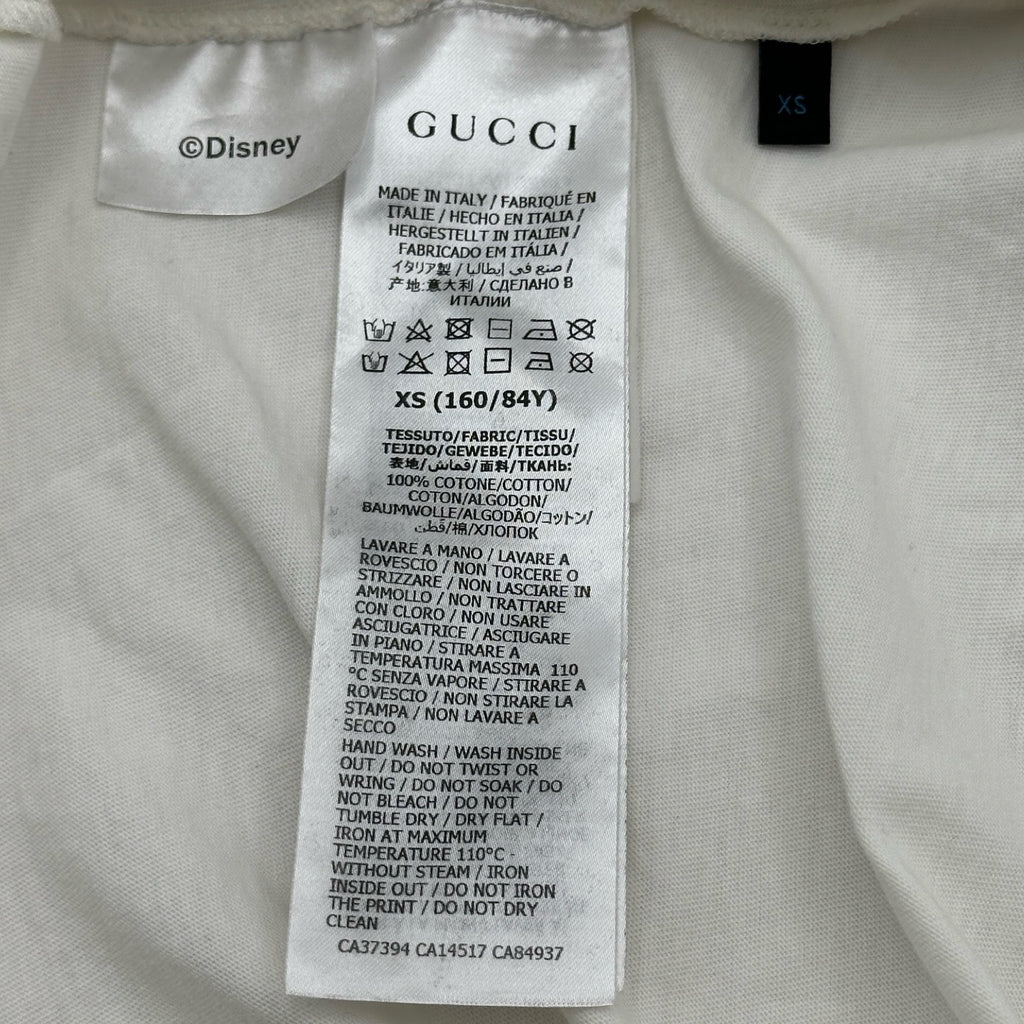 ©Disney
XS
GUCCI
MADE IN ITALY / FABRIQUÉ EN
ITALIE / HECHO EN ITALIA /
HERGESTELLT IN ITALIEN /
FABRICADO EM ITÁLIA /
イタリア製 / صنع في إيطاليا /
产地:意大利 / СДЕЛАНО В
ИТАЛИИ
XS (160/84Y)
TESSUTO/FABRIC/TISSU/
TEJIDO/GEWEBE/TECIDO/
表地/قماش/面料/ТКАНЬ:
100% COTONE/COTTON/
COTON/ALGODON/
BAUMWOLLE/ALGODÃO/コットン/
قُطن/棉/ХЛОПОК
LAVARE A MANO / LAVARE A
ROVESCIO / NON TORCERE O
STRIZZARE / NON LASCIARE IN
AMMOLLO / NON TRATTARE
CON CLORO / NON USARE
ASCIUGATRICE / ASCIUGARE
IN PIANO / STIRARE A
TEMPERATURA MASSIMA 110
°C SENZA VAPORE / STIRARE A
ROVESCIO / NON STIRARE LA
STAMPA / NON LAVARE A
SECCO
HAND WASH / WASH INSIDE
OUT / DO NOT TWIST OR
WRING / DO NOT SOAK / DO
NOT BLEACH / DO NOT
TUMBLE DRY / DRY FLAT /
IRON AT MAXIMUM
TEMPERATURE 110°C -
WITHOUT STEAM / IRON
INSIDE OUT / DO NOT IRON
THE PRINT / DO NOT DRY
CLEAN
CA37394 CA14517 CA84937